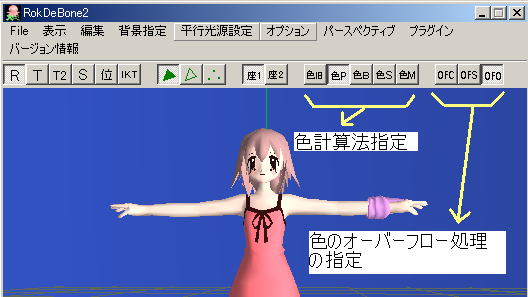 RokDeBone2
File 表示 編集 背景指定 平行光源設定 オプション パースペクティブ プラグイン
バージョン情報
R T T2 S 位 IKT 座1 座2 色IB 色P 色B 色S 色M OFC OFS OFO
色計算法指定
色のオーバーフロー処理
の指定